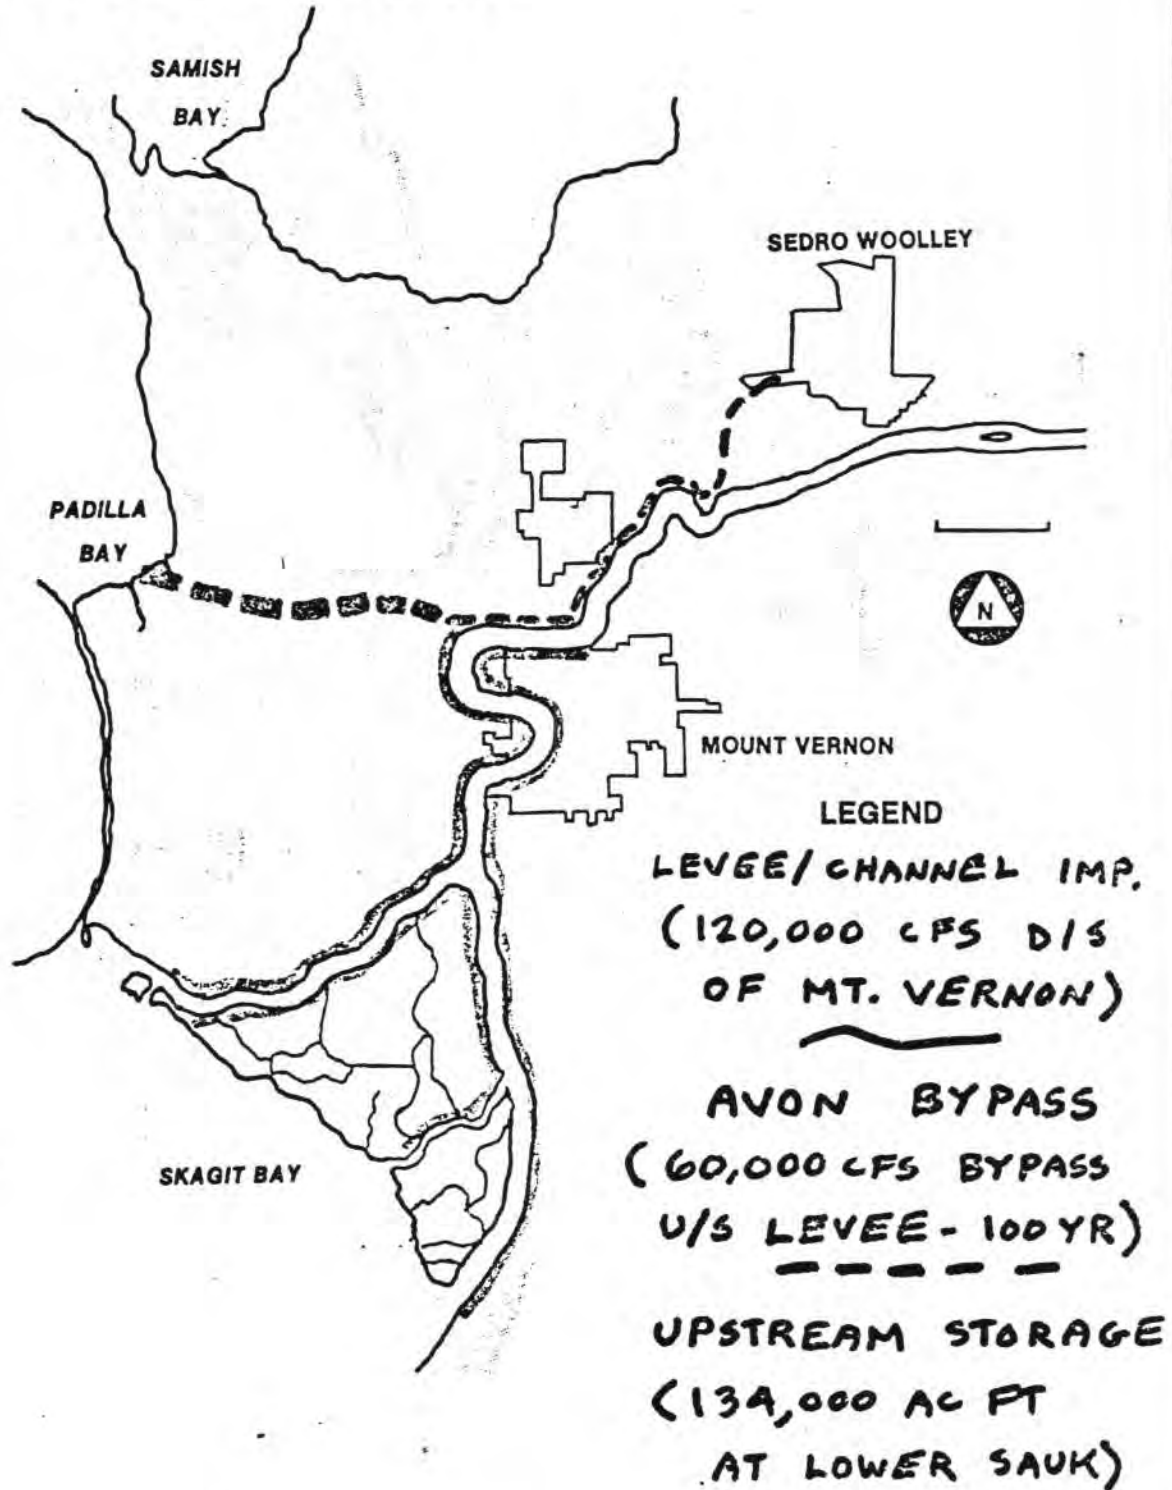 SAMISH
BAY
SEDRO WOOLLEY
PADILLA
BAY
N
MOUNT VERNON
LEGEND
LEVEE/CHANNEL IMP.
(120,000 CFS D/S
OF MT. VERNON)
AVON BYPASS
(60,000 CFS BYPASS
U/S LEVEE - 100 YR)
UPSTREAM STORAGE
(134,000 AC FT
AT LOWER SAUK)
SKAGIT BAY